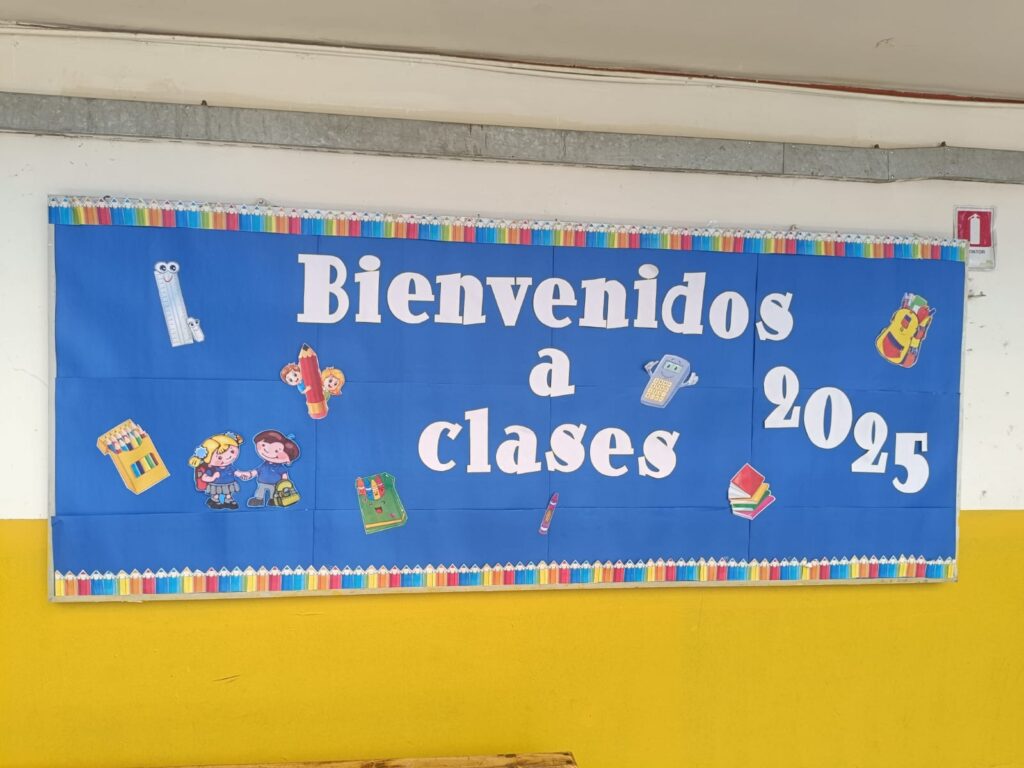 Bienvenidos
a
clases
2025